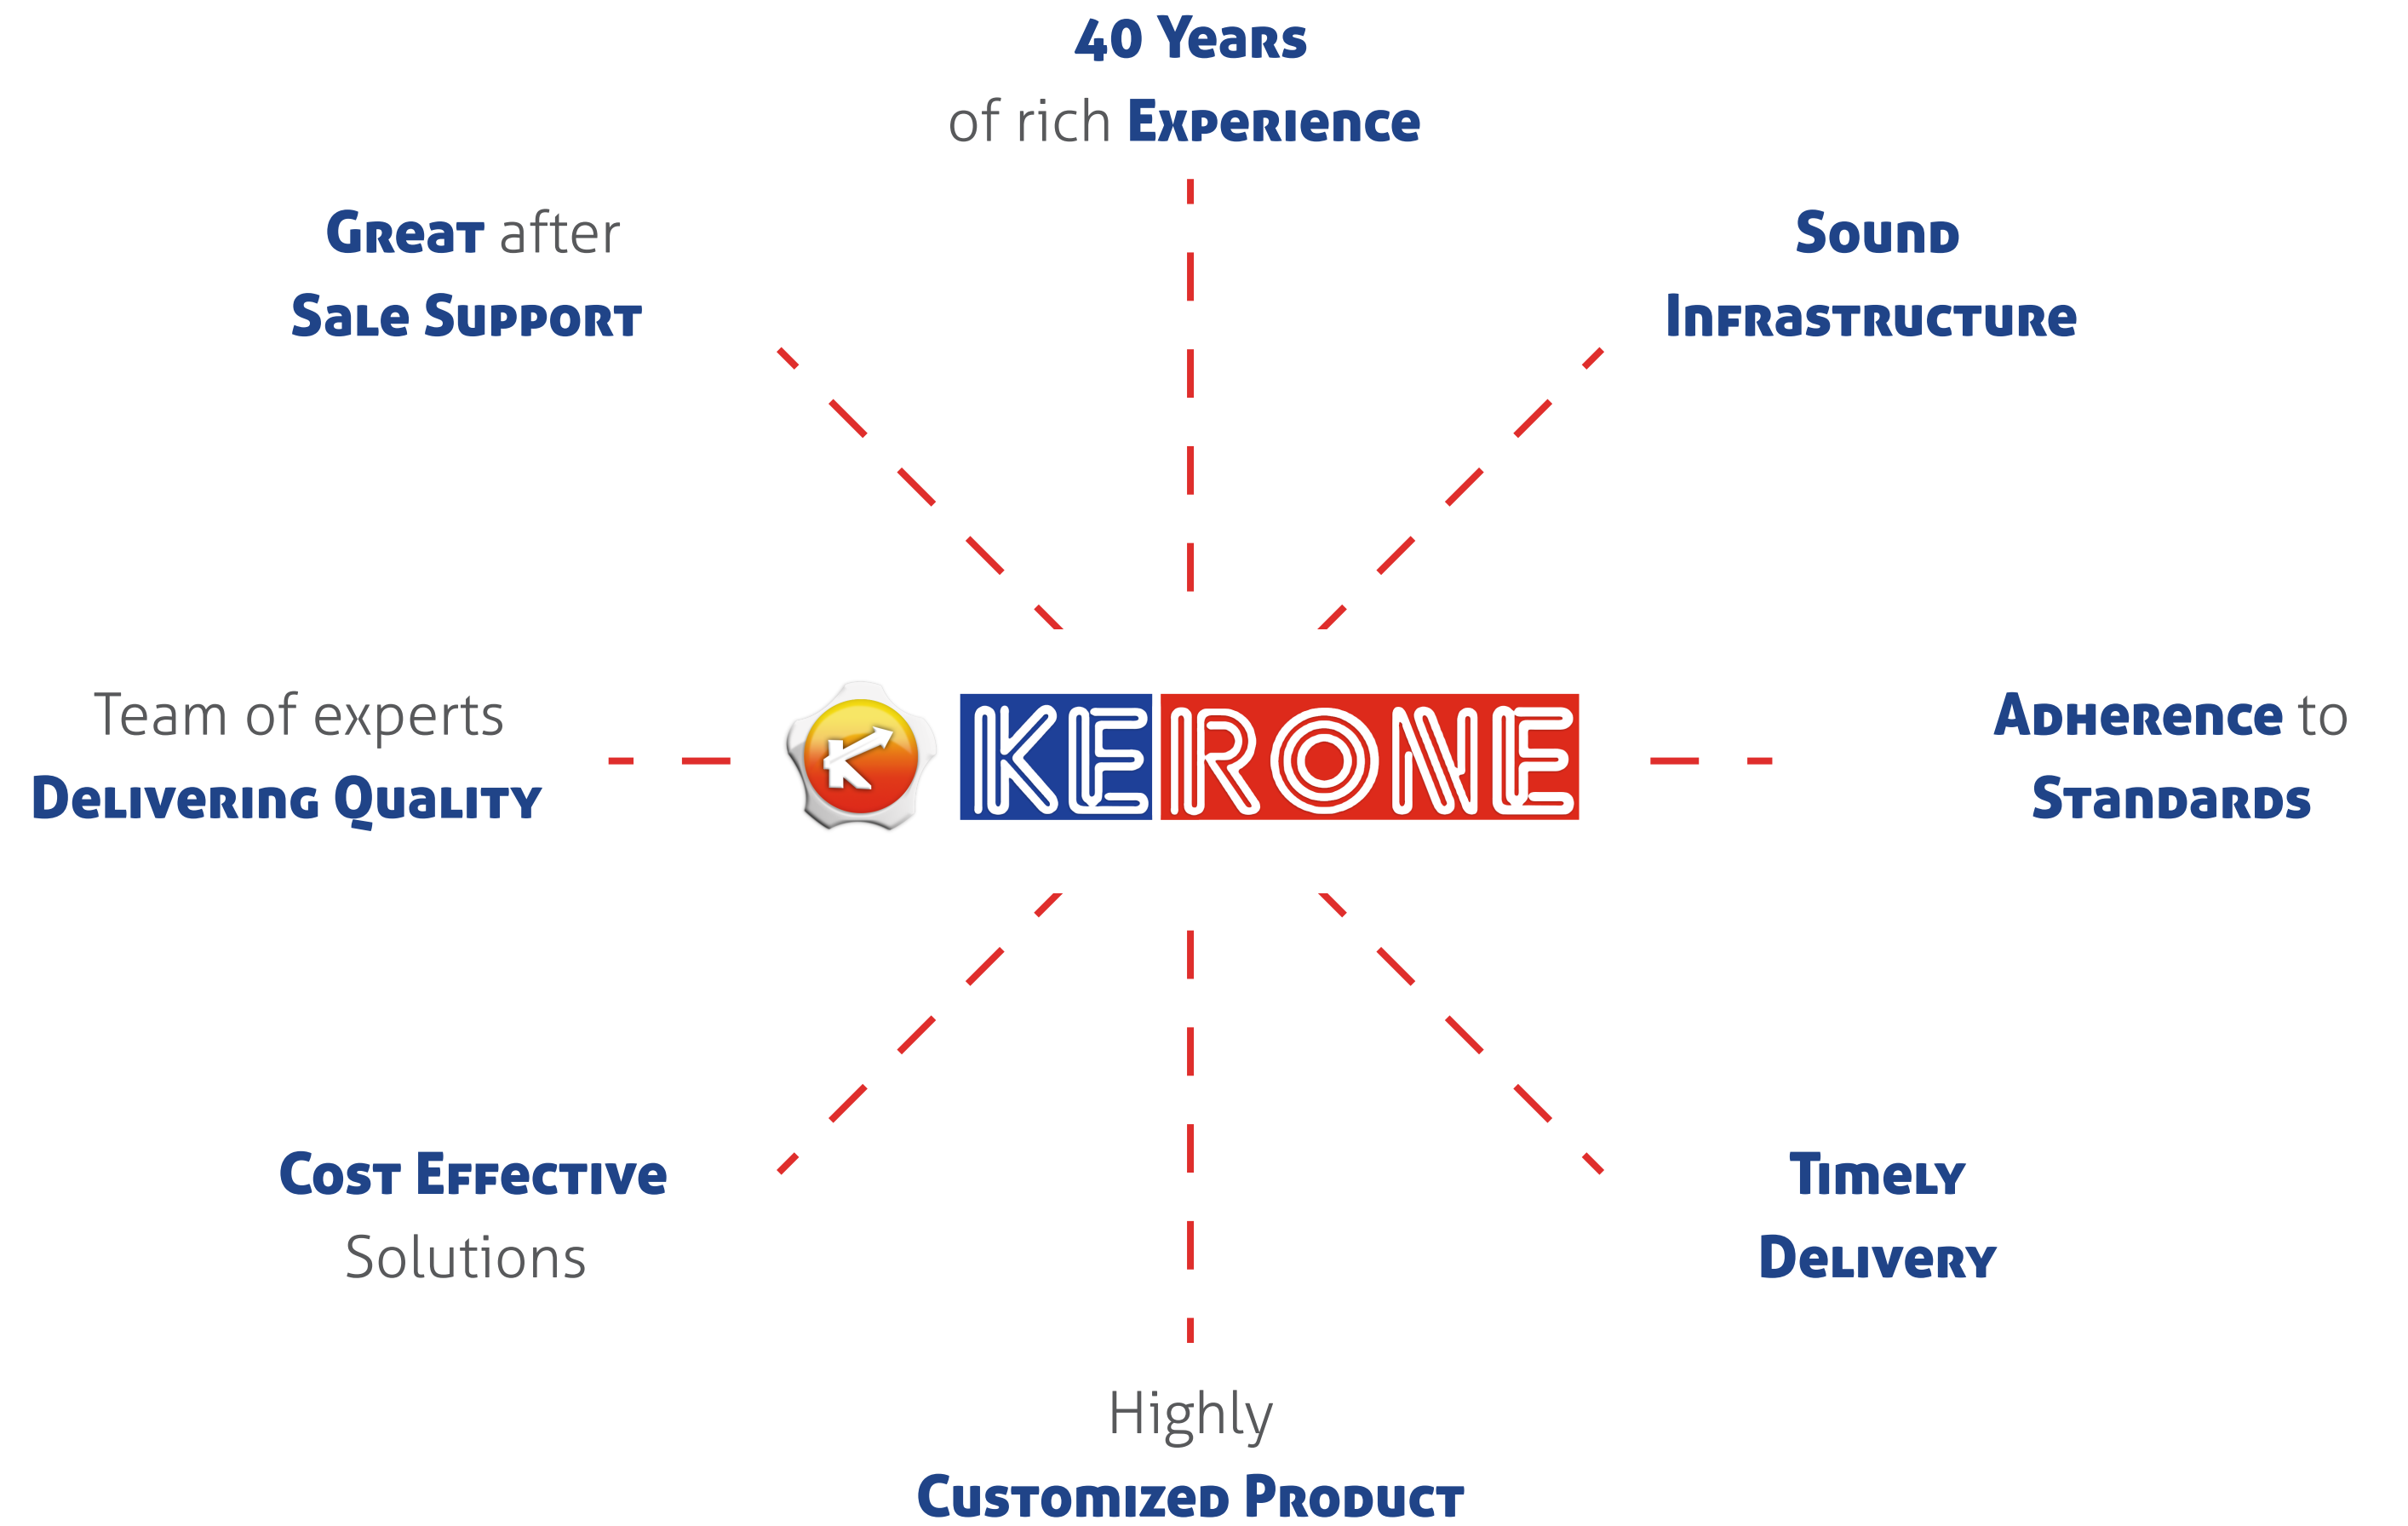 40 Years
of rich Experience
Great after
Sale Support
Sound
Infrastructure
Team of experts
Delivering Quality
K KERONE
Adherence to
Standards
Cost Effective
Solutions
Timely
Delivery
Highly
Customized Product